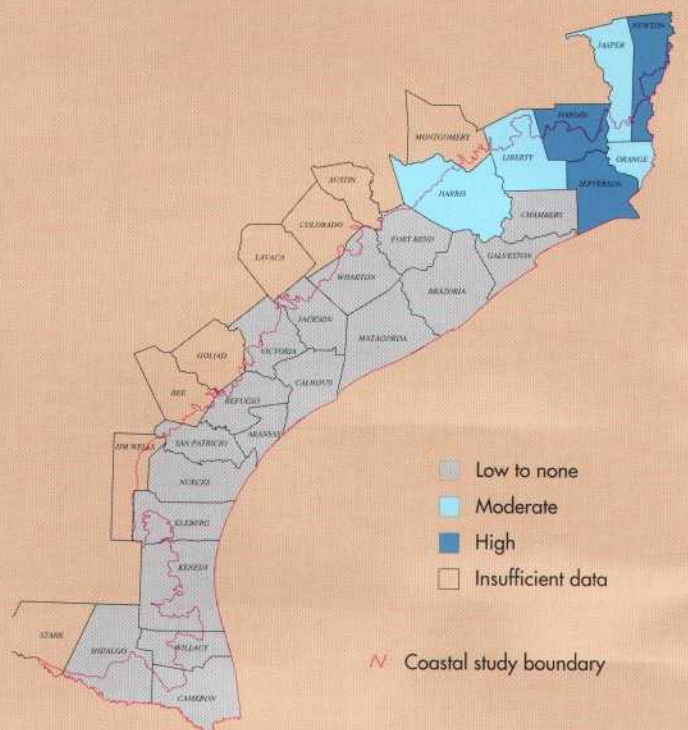 NEWTON
JASPER
HARDIN
MONTGOMERY
LIBERTY
ORANGE
AUSTIN
HARRIS
JEFFERSON
COLORADO
CHAMBERS
FORT BEND
LAVACA
GALVESTON
WHARTON
BRAZORIA
JACKSON
MATAGORDA
GOLIAD
VICTORIA
CALHOUN
BEE
REFUGIO
ARANSAS
SAN PATRICIO
JIM WELLS
NUECES
KLEBURG
KENEDY
STARR
HIDALGO
WILLACY
CAMERON
Low to none
Moderate
High
Insufficient data
Coastal study boundary